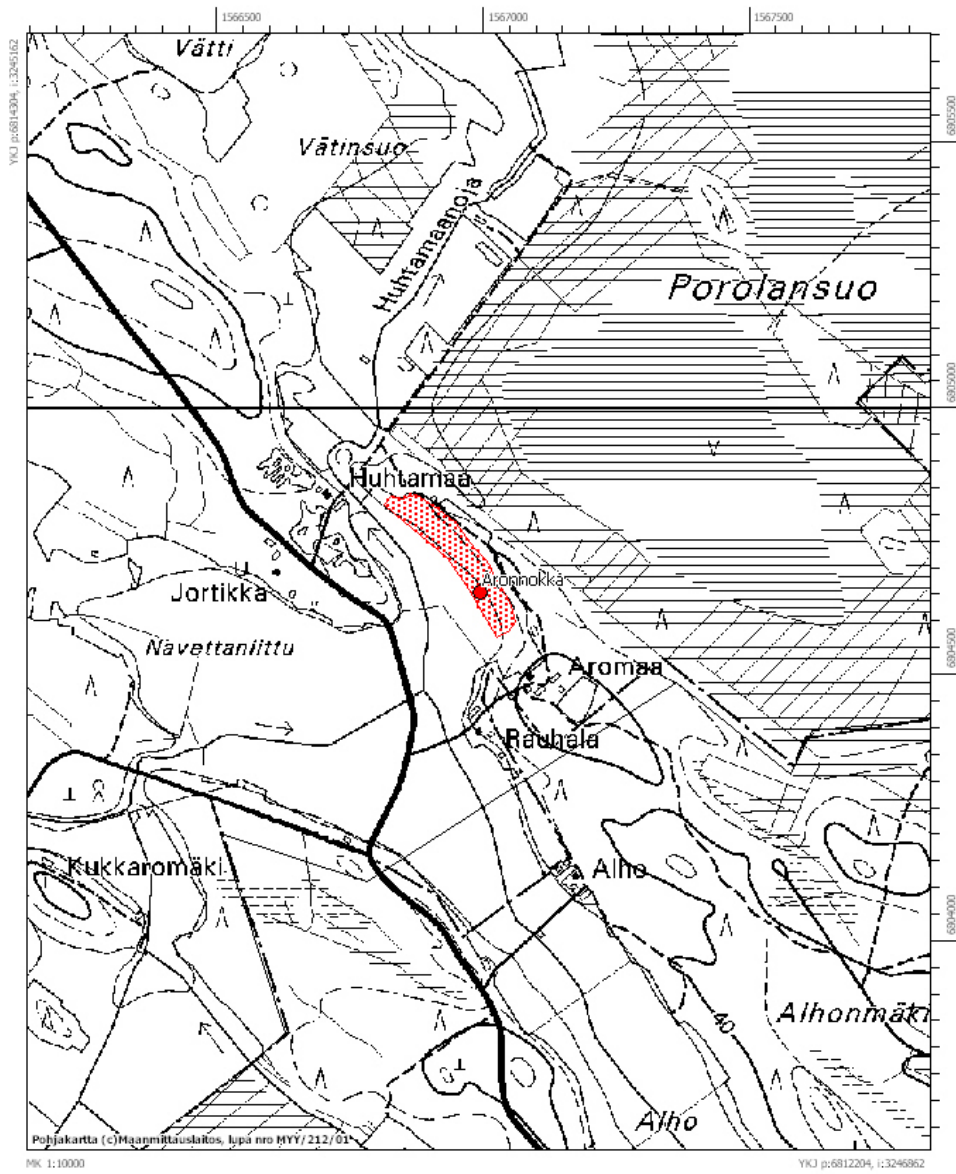 1566500
1567000
1567500
YKJ p:6814304, i:3245162
Vätti
6805500
Vätinsuo
Huhtamaanoja
Porolansuo
6805000
Huhtamaa
Aronnokka
Jortikka
Navettaniittu
6804500
Aromaa
Rauhala
Kukkaromäki
Alho
6804000
Alhonmäki
40
Alho
Pohjakartta (c)Maanmittauslaitos, lupa nro MYY/212/01
MK 1:10000
YKJ p:6812204, i:3246862